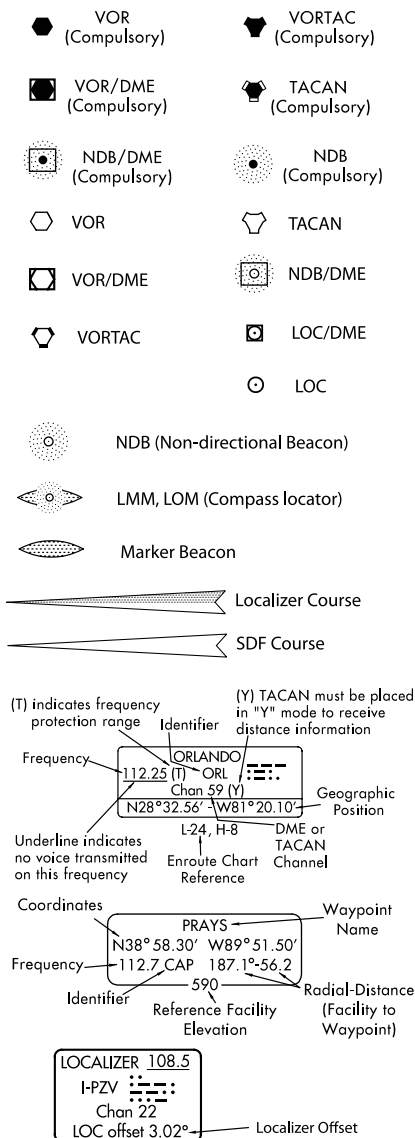 VOR
(Compulsory)
VORTAC
(Compulsory)
VOR/DME
(Compulsory)
TACAN
(Compulsory)
NDB/DME
(Compulsory)
NDB
(Compulsory)
VOR
TACAN
VOR/DME
NDB/DME
VORTAC
LOC/DME
LOC
NDB (Non-directional Beacon)
LMM, LOM (Compass locator)
Marker Beacon
Localizer Course
SDF Course
(T) indicates frequency
protection range
Identifier
(Y) TACAN must be placed
in "Y" mode to receive
distance information
Frequency
ORLANDO
112.25 (T) ORL
Chan 59 (Y)
N28°32.56' - W81°20.10'
Geographic
Position
Underline indicates
no voice transmitted
on this frequency
L-24, H-8
Enroute Chart
Reference
DME or
TACAN
Channel
Coordinates
PRAYS
Waypoint
Name
N38°58.30' W89°51.50'
Frequency
112.7 CAP 187.1°-56.2
Identifier
590
Reference Facility
Elevation
Radial-Distance
(Facility to
Waypoint)
LOCALIZER 108.5
I-PZV
Chan 22
LOC offset 3.02°
Localizer Offset